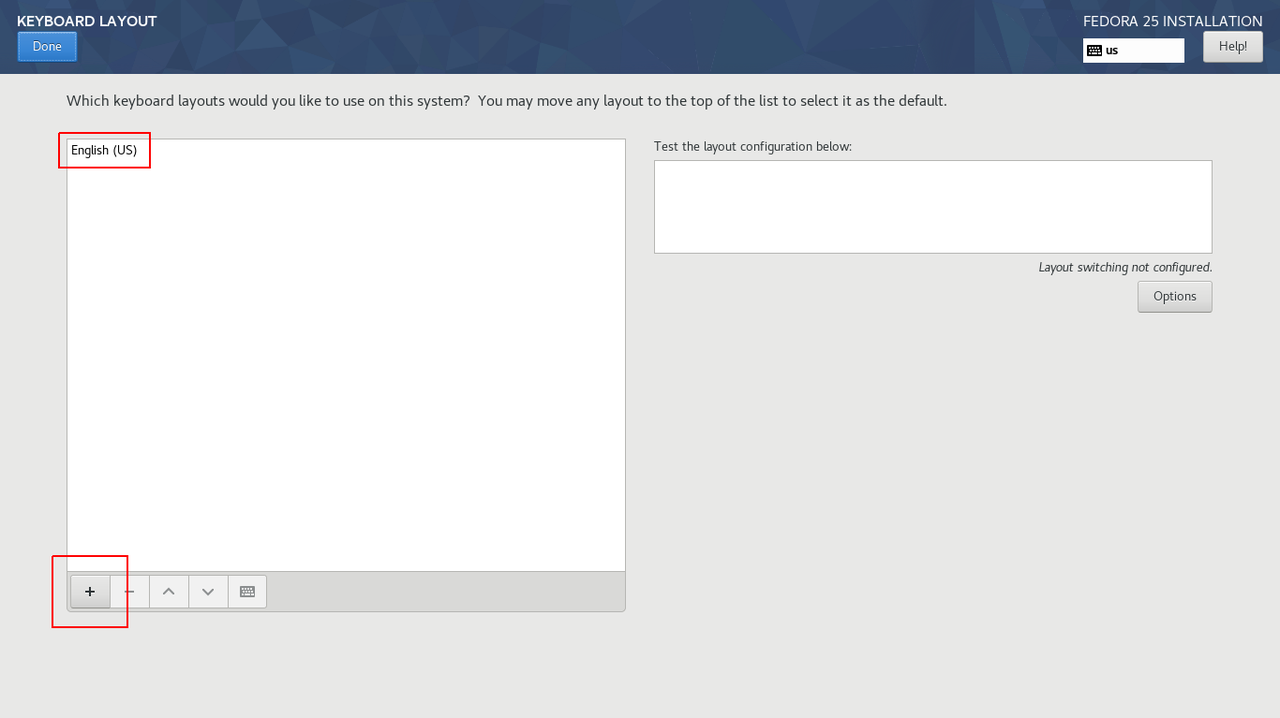 KEYBOARD LAYOUT
Done
FEDORA 25 INSTALLATION
us
Help!
Which keyboard layouts would you like to use on this system?  You may move any layout to the top of the list to select it as the default.
English (US)
Test the layout configuration below:
Layout switching not configured.
Options